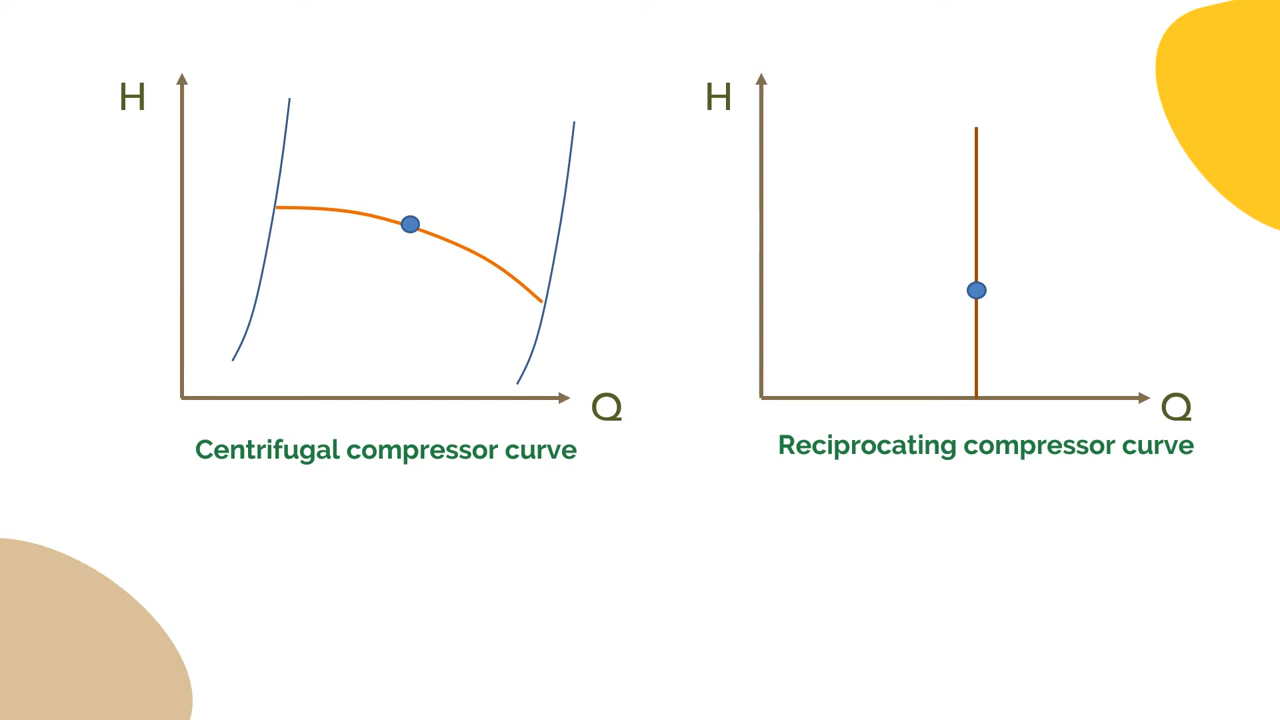 H
H
Q
Q
Centrifugal compressor curve
Reciprocating compressor curve